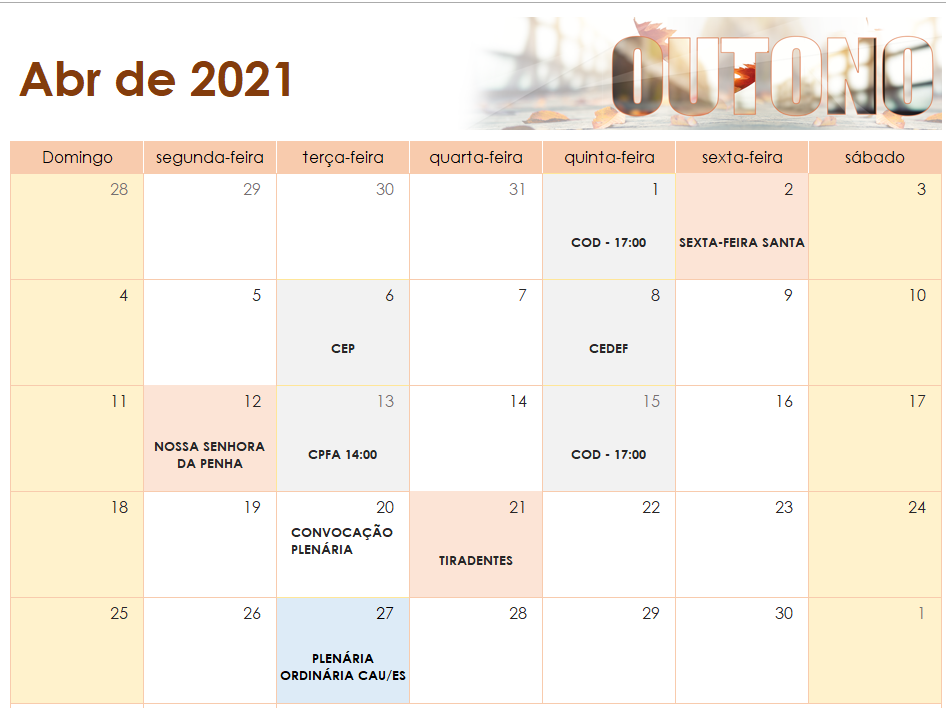 OUTONO
Abr de 2021
Domingo segunda-feira terça-feira quarta-feira quinta-feira sexta-feira sábado
28 29 30 31 1 2 3
COD - 17:00 SEXTA-FEIRA SANTA
4 5 6 7 8 9 10
CEP CEDEF
11 12 13 14 15 16 17
NOSSA SENHORA
DA PENHA CPFA 14:00 COD - 17:00
18 19 20 21 22 23 24
CONVOCAÇÃO
PLENÁRIA
TIRADENTES
25 26 27 28 29 30 1
PLENÁRIA
ORDINÁRIA CAU/ES